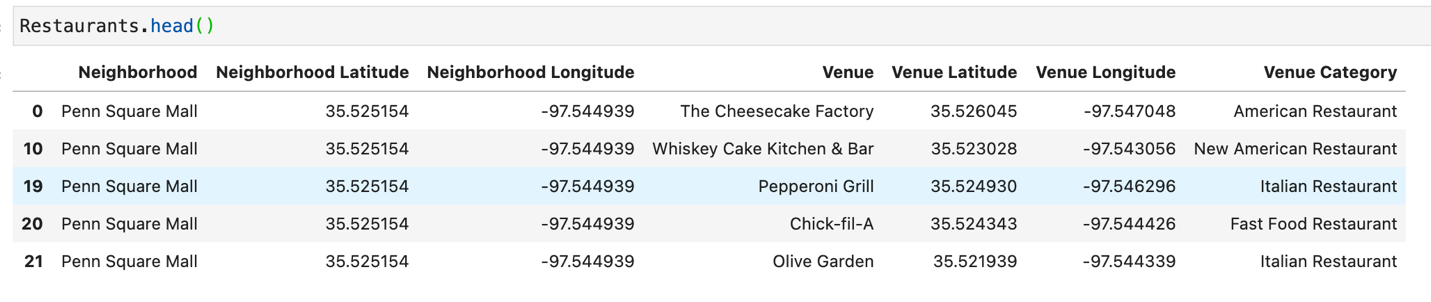 Restaurants.head()
Neighborhood Neighborhood Latitude Neighborhood Longitude Venue Venue Latitude Venue Longitude Venue Category
0 Penn Square Mall 35.525154 -97.544939 The Cheesecake Factory 35.526045 -97.547048 American Restaurant
10 Penn Square Mall 35.525154 -97.544939 Whiskey Cake Kitchen & Bar 35.523028 -97.543056 New American Restaurant
19 Penn Square Mall 35.525154 -97.544939 Pepperoni Grill 35.524930 -97.546296 Italian Restaurant
20 Penn Square Mall 35.525154 -97.544939 Chick-fil-A 35.524343 -97.544426 Fast Food Restaurant
21 Penn Square Mall 35.525154 -97.544939 Olive Garden 35.521939 -97.544339 Italian Restaurant